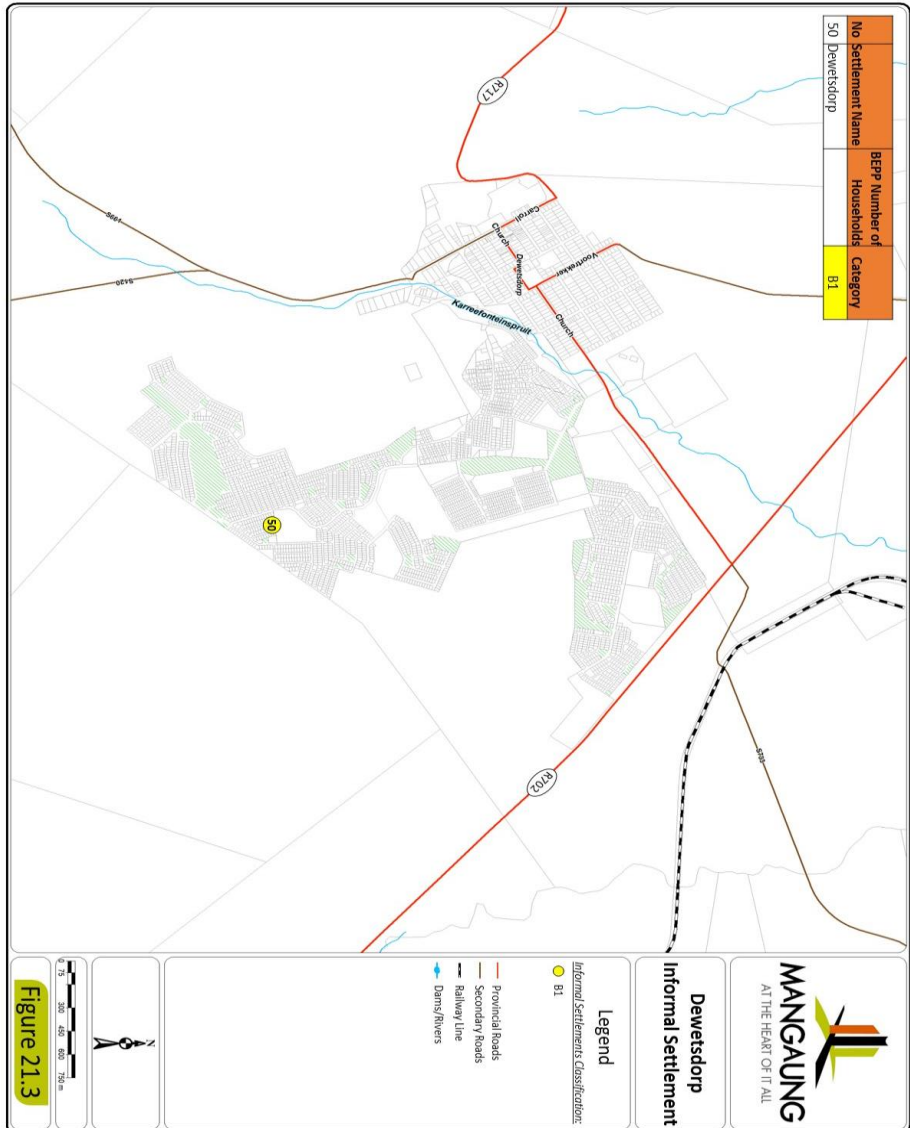 No Settlement Name BEPP Number of Households Category
50 Dewetsdorp B1
R717
Carroll
Church
Dewetsdorp
Voortrekker
Church
Karreefonteinspruit
S661
S120
50
R702
S703
MANGAUNG
AT THE HEART OF IT ALL
Dewetsdorp
Informal Settlement
Legend
Informal Settlements Classification:
B1
Provincial Roads
Secondary Roads
Railway Line
Dams/Rivers
N
0 75 300 450 600 750 m
Figure 21.3